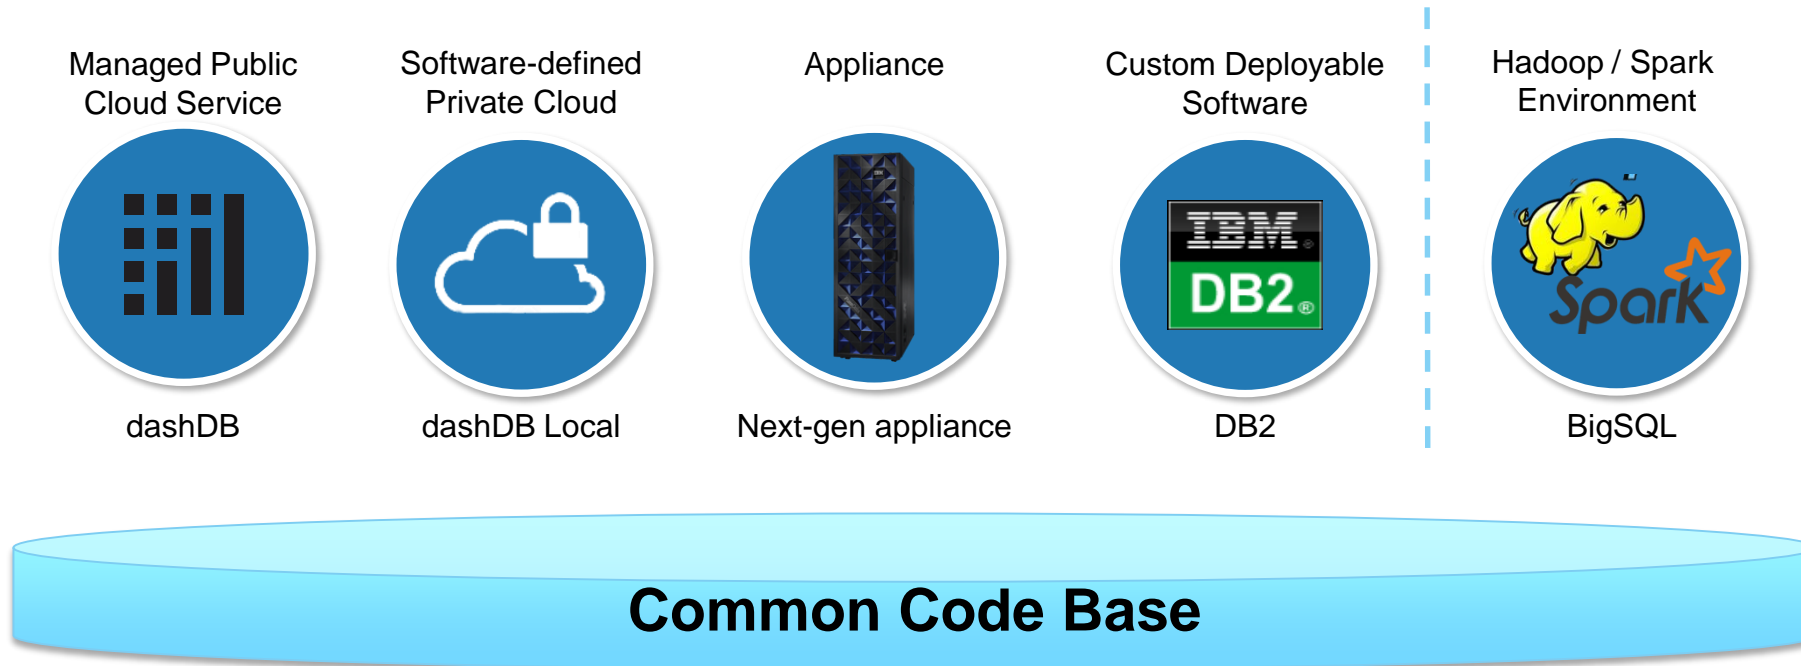 Managed Public
Cloud Service
Software-defined
Private Cloud
Appliance
Custom Deployable
Software
Hadoop / Spark
Environment
IBM®
DB2®
Spark
dashDB
dashDB Local
Next-gen appliance
DB2
BigSQL
Common Code Base